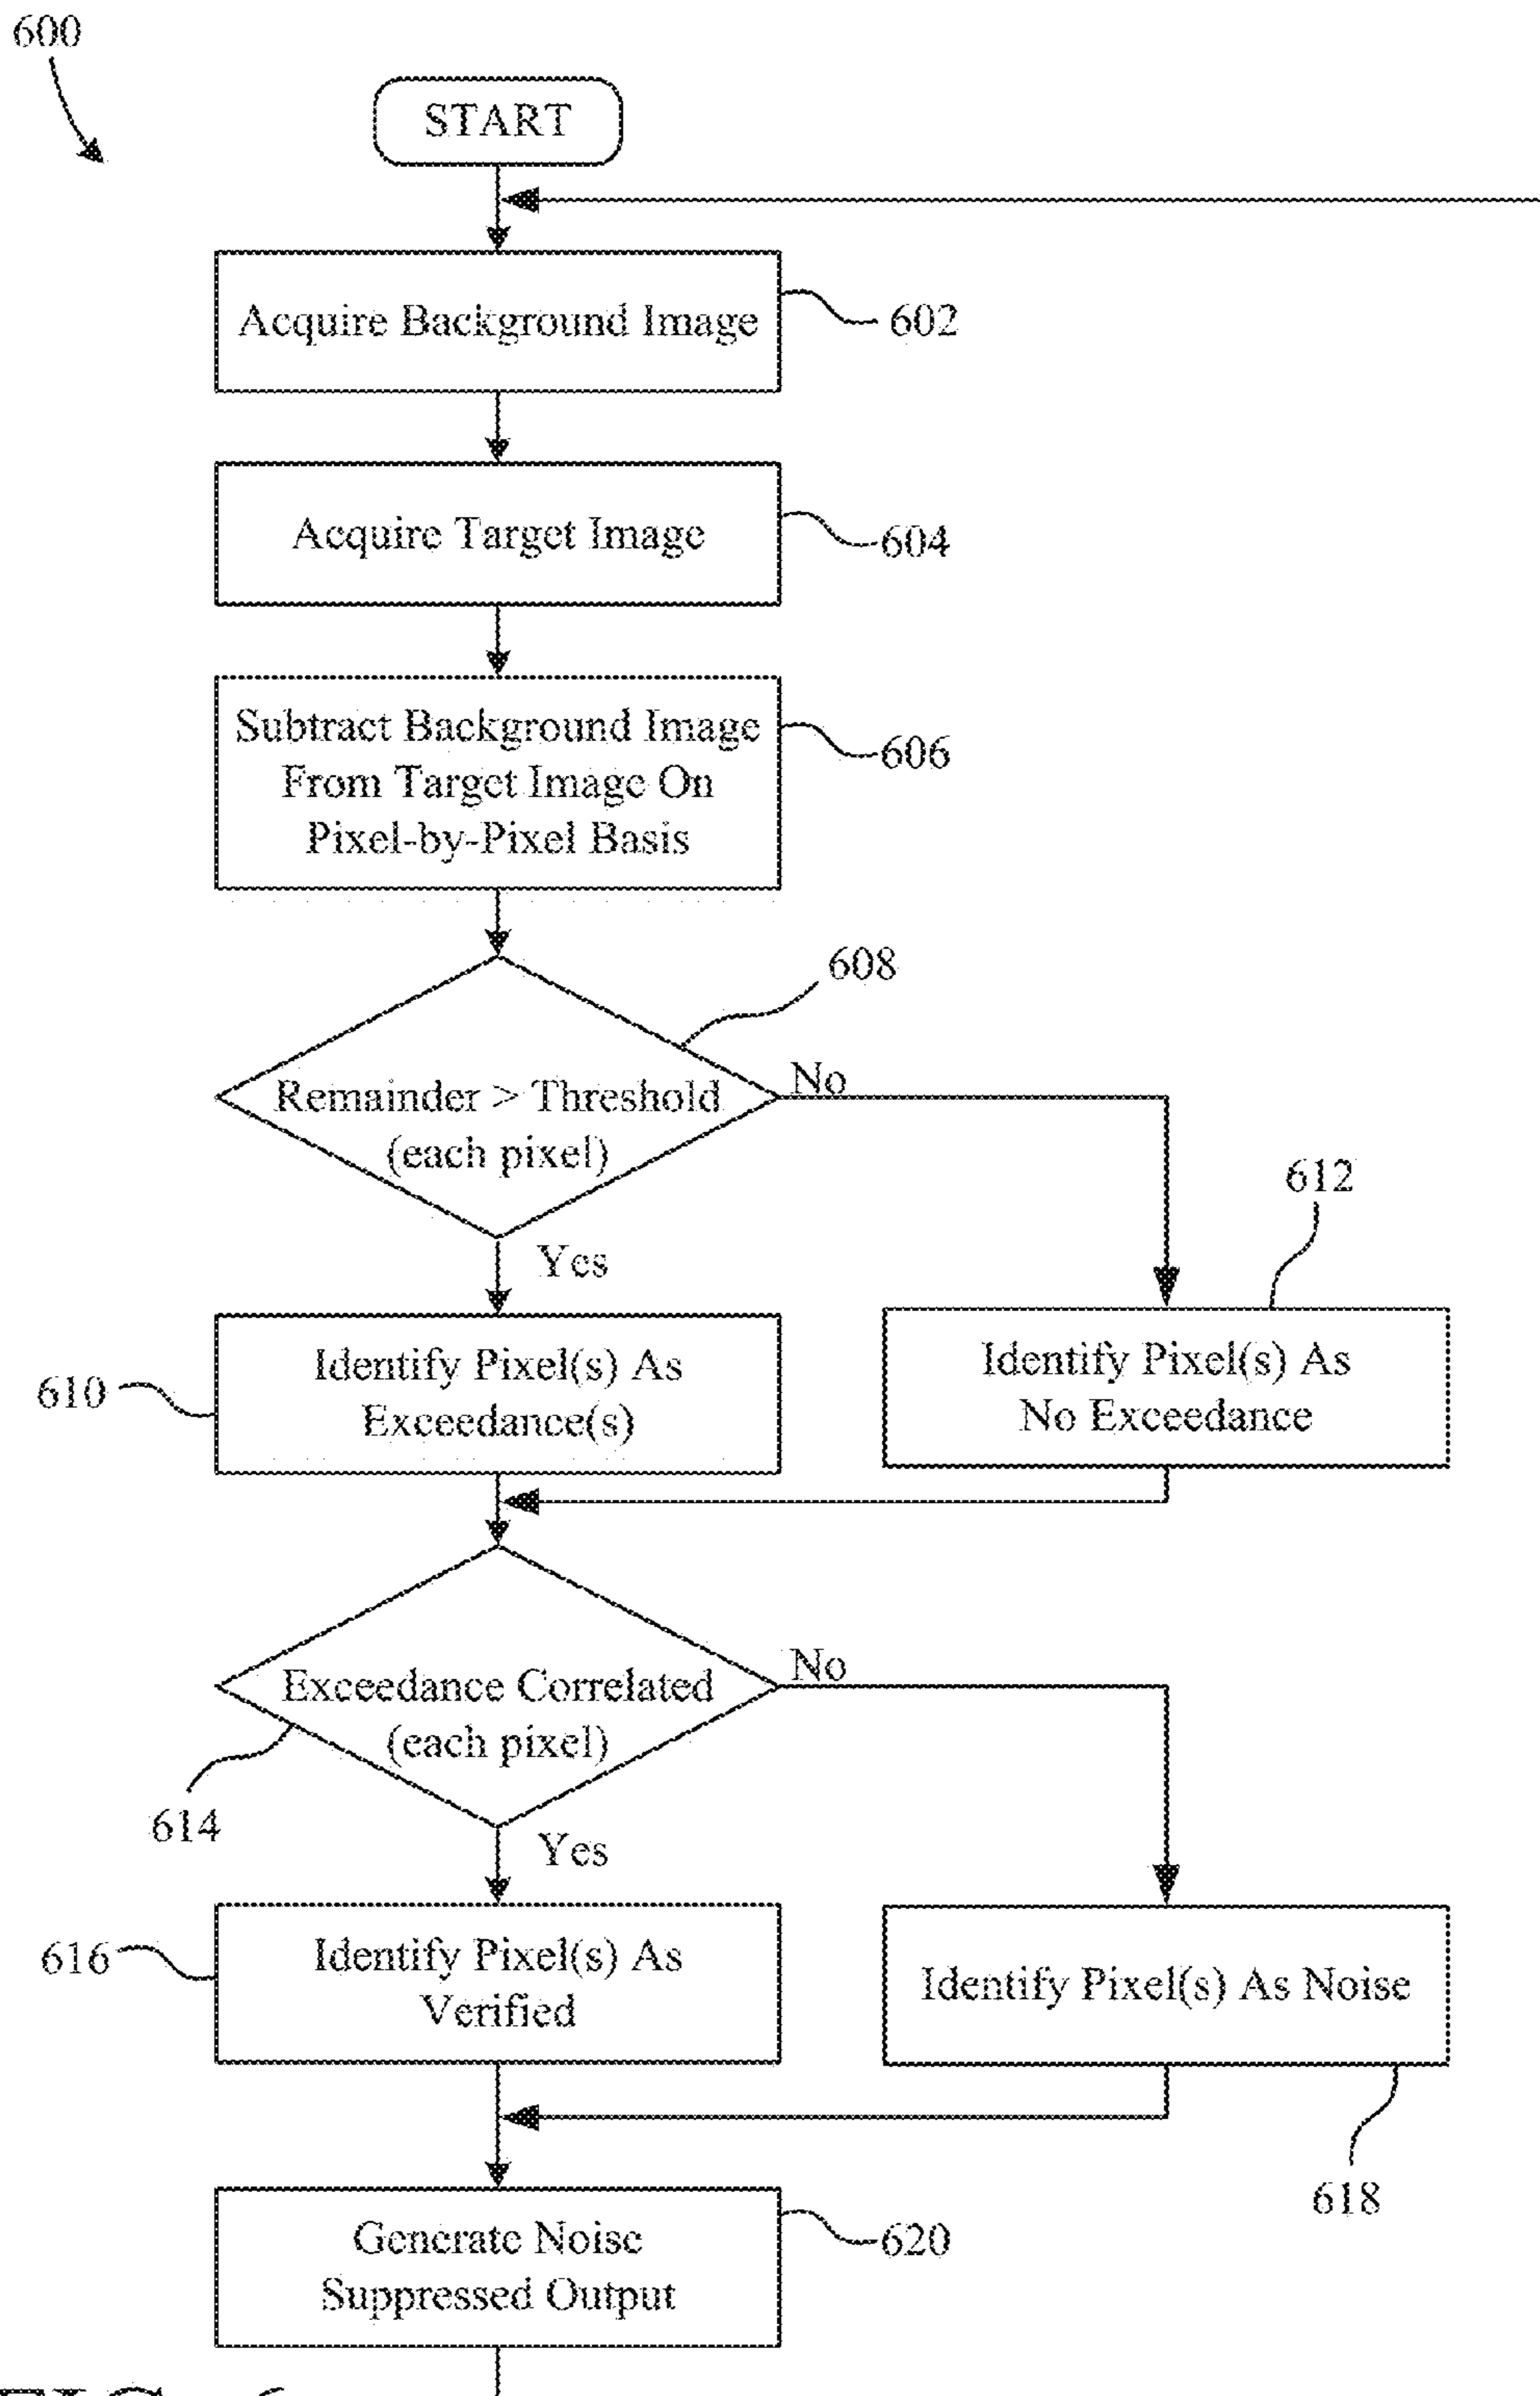 600
START
Acquire Background Image
602
Acquire Target Image
604
Subtract Background Image
From Target Image On
Pixel-by-Pixel Basis
606
608
Remainder > Threshold
(each pixel)
No
Yes
612
610
Identify Pixel(s) As
Exceedance(s)
Identify Pixel(s) As
No Exceedance
Exceedance Correlated
(each pixel)
No
614
Yes
616
Identify Pixel(s) As
Verified
Identify Pixel(s) As Noise
618
Generate Noise
Suppressed Output
620